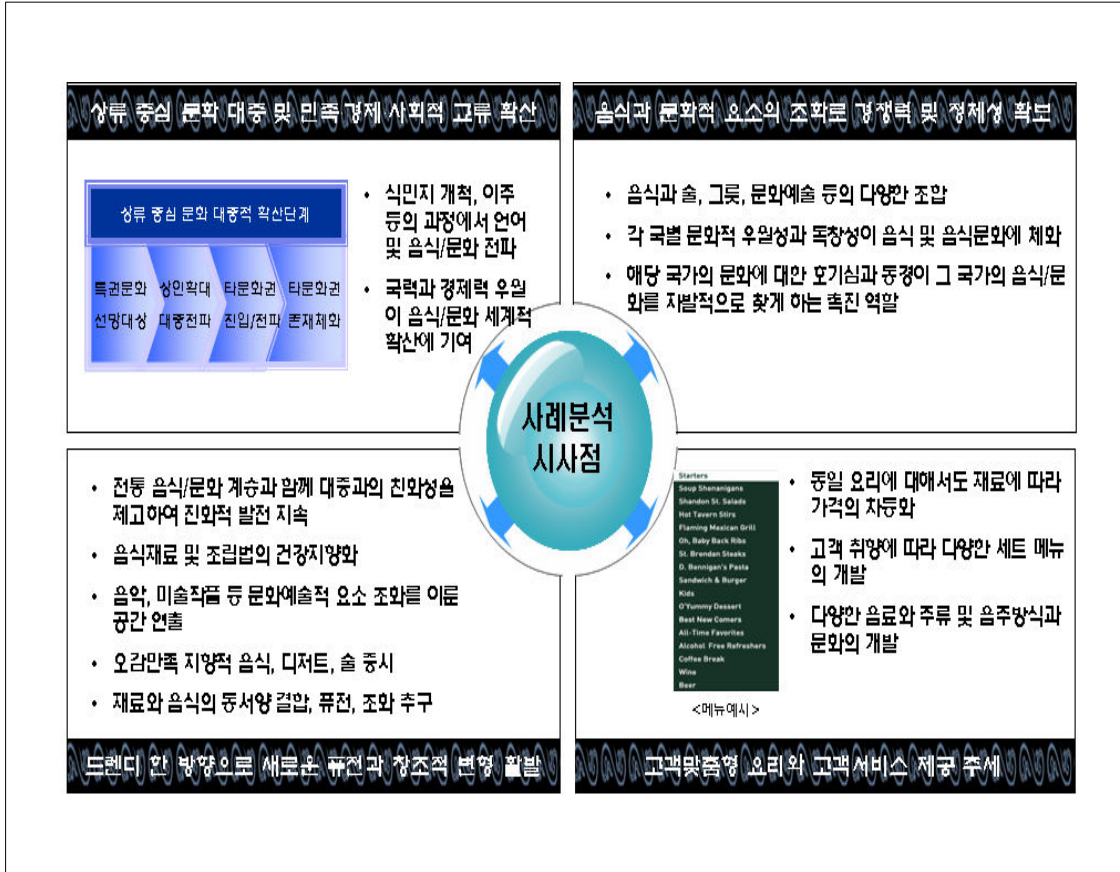 상류 중심 문화 대중 및 민족 경제 사회적 교류 확산
상류 중심 문화 대중적 확산단계
특권문화
선망대상
상인확대
대중전파
타문화권
진입/전파
타문화권
존재체화
• 식민지 개척, 이주
등의 과정에서 언어
및 음식/문화 전파
• 국력과 경제력 우월
이 음식/문화 세계적
확산에 기여
음식과 문화적 요소의 조화로 경쟁력 및 정체성 확보
• 음식과 술, 그릇, 문화예술 등의 다양한 조합
• 각 국별 문화적 우월성과 독창성이 음식 및 음식문화에 체화
• 해당 국가의 문화에 대한 호기심과 동경이 그 국가의 음식/문
화를 자발적으로 찾게 하는 촉진 역할
사례분석
시사점
• 전통 음식/문화 계승과 함께 대중과의 친화성을
제고하여 진화적 발전 지속
• 음식재료 및 조립법의 건강지향화
• 음악, 미술작품 등 문화예술적 요소 조화를 이룬
공간 연출
• 오감만족 지향적 음식, 디저트, 술 중시
• 재료와 음식의 동서양 결합, 퓨전, 조화 추구
트렌디 한 방향으로 새로운 퓨전과 창조적 변형 활발
Starters
Soup Shenanigans
Shandon St. Salads
Hot Tavern Stirs
Flaming Mexican Grill
Oh, Baby Back Ribs
St. Brendan Steaks
D. Bennigan's Pasta
Sandwich & Burger
Kids
O'Yummy Dessert
Best New Comers
All-Time Favorites
Alcohol Free Refreshers
Coffee Break
Wine
Beer
<메뉴예시>
• 동일 요리에 대해서도 재료에 따라
가격의 차등화
• 고객 취향에 따라 다양한 세트 메뉴
의 개발
• 다양한 음료와 주류 및 음주방식과
문화의 개발
고객맞춤형 요리와 고객서비스 제공 추세